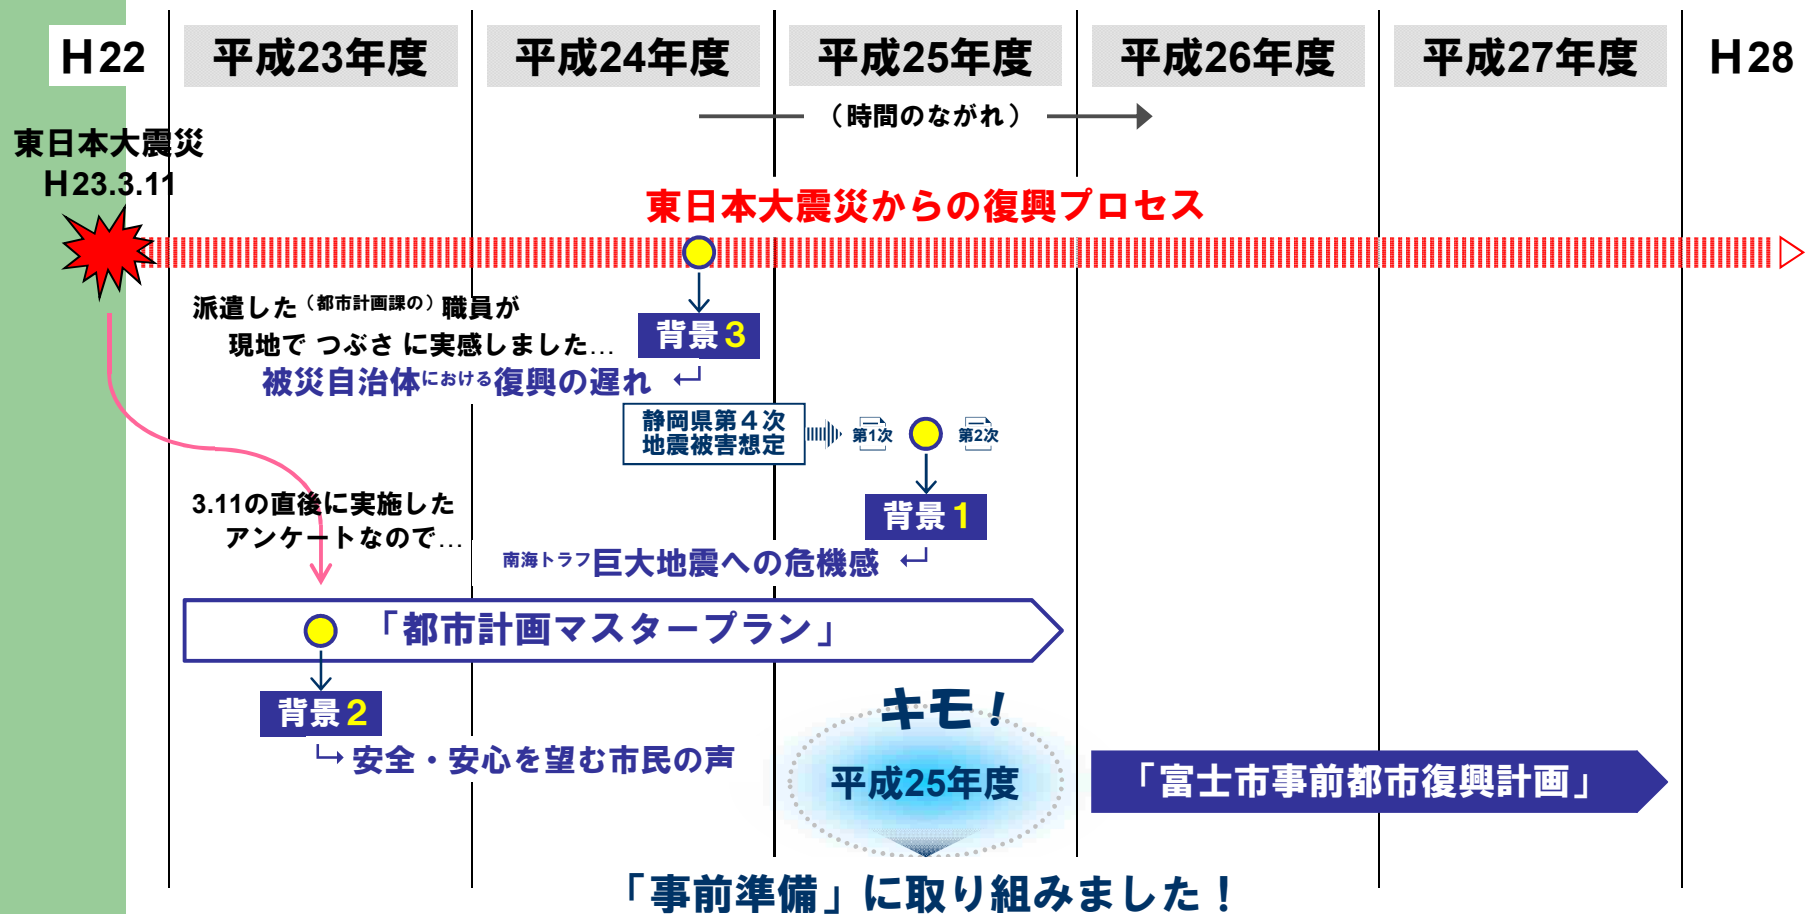 H22
平成23年度
平成24年度
平成25年度
平成26年度
平成27年度
H28
（時間のながれ）
東日本大震災
H23.3.11
東日本大震災からの復興プロセス
派遣した（都市計画課の）職員が
現地で つぶさ に実感しました…
背景3
被災自治体における復興の遅れ
静岡県第４次
地震被害想定
第1次
第2次
3.11の直後に実施した
アンケートなので…
背景1
南海トラフ巨大地震への危機感
「都市計画マスタープラン」
背景2
安全・安心を望む市民の声
キモ！
平成25年度
「富士市事前都市復興計画」
「事前準備」に取り組みました！